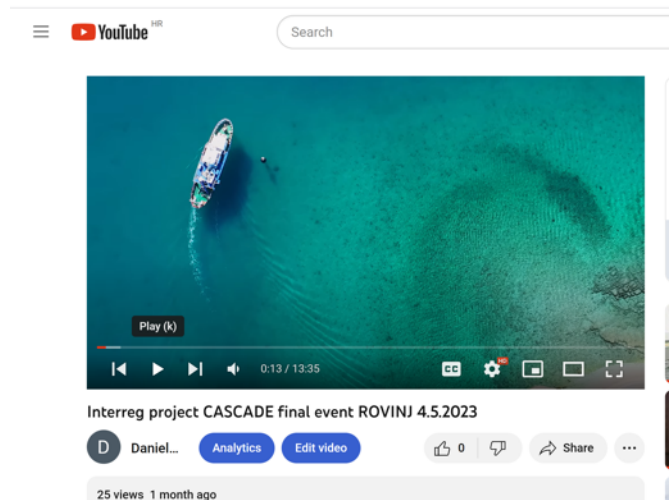 YouTube HR
Search
Play (k)
0:13 / 13:35
CC
HD
Interreg project CASCADE final event ROVINJ 4.5.2023
D
Daniel...
Analytics
Edit video
0
Share
25 views 1 month ago